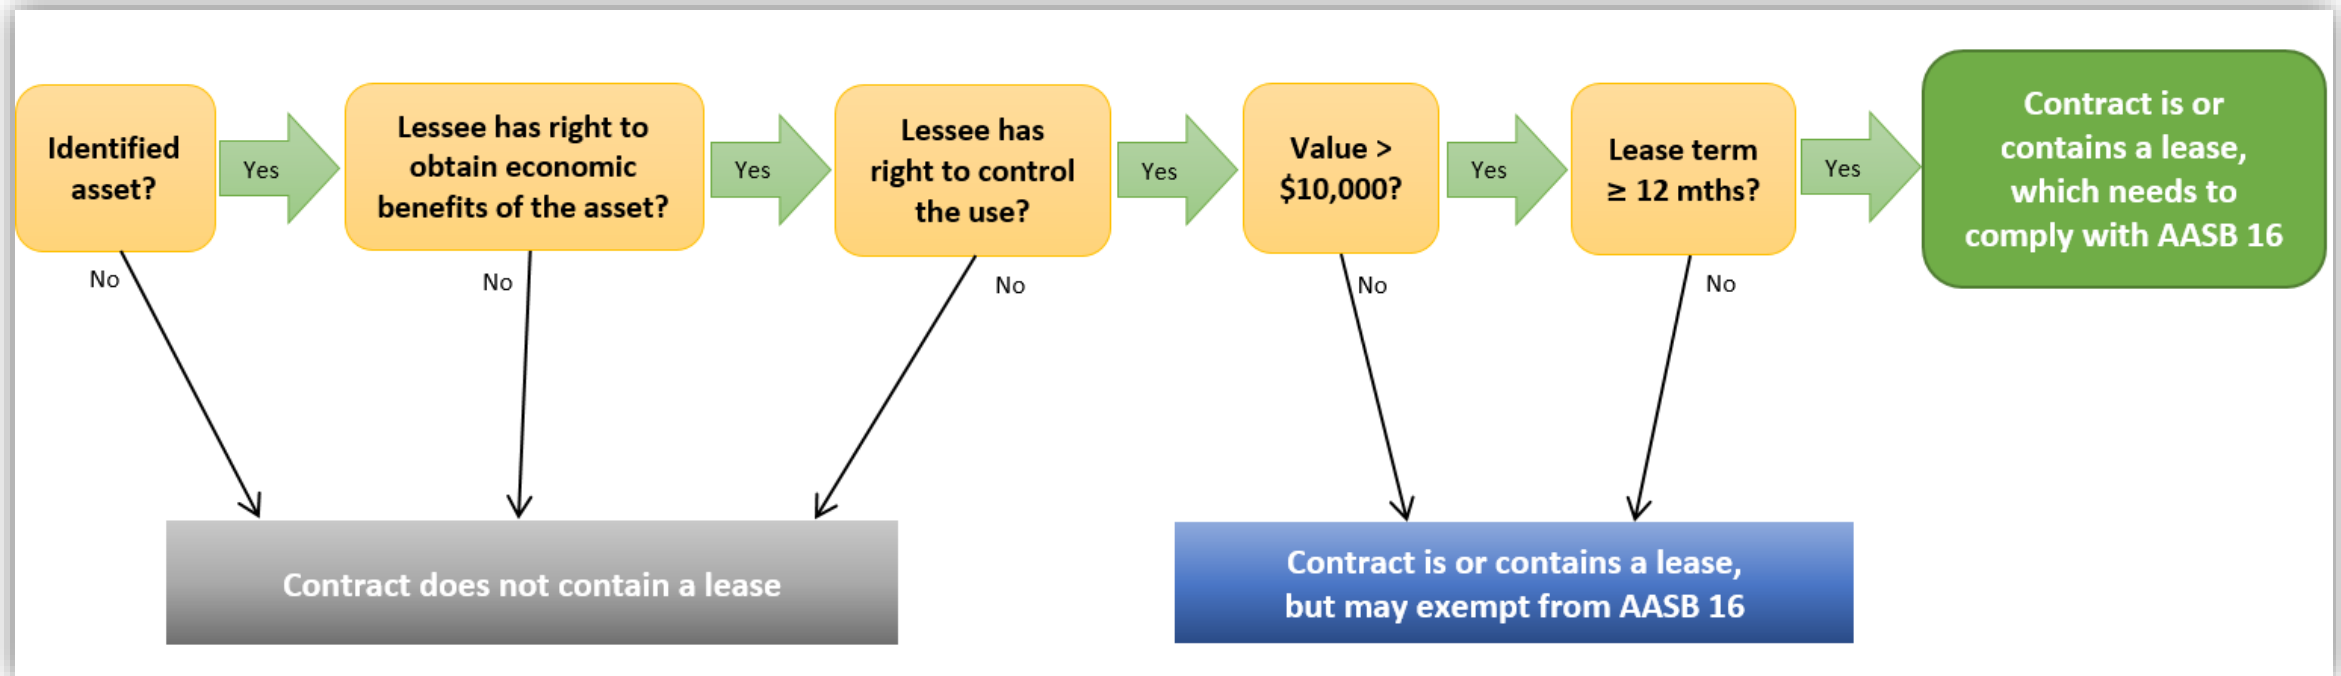 Identified
asset?
Yes
Lessee has right to
obtain economic
benefits of the asset?
Yes
Lessee has
right to control
the use?
Yes
Value >
$10,000?
Yes
Lease term
≥ 12 mths?
Yes
Contract is or
contains a lease,
which needs to
comply with AASB 16
No
No
No
No
No
Contract does not contain a lease
Contract is or contains a lease,
but may exempt from AASB 16